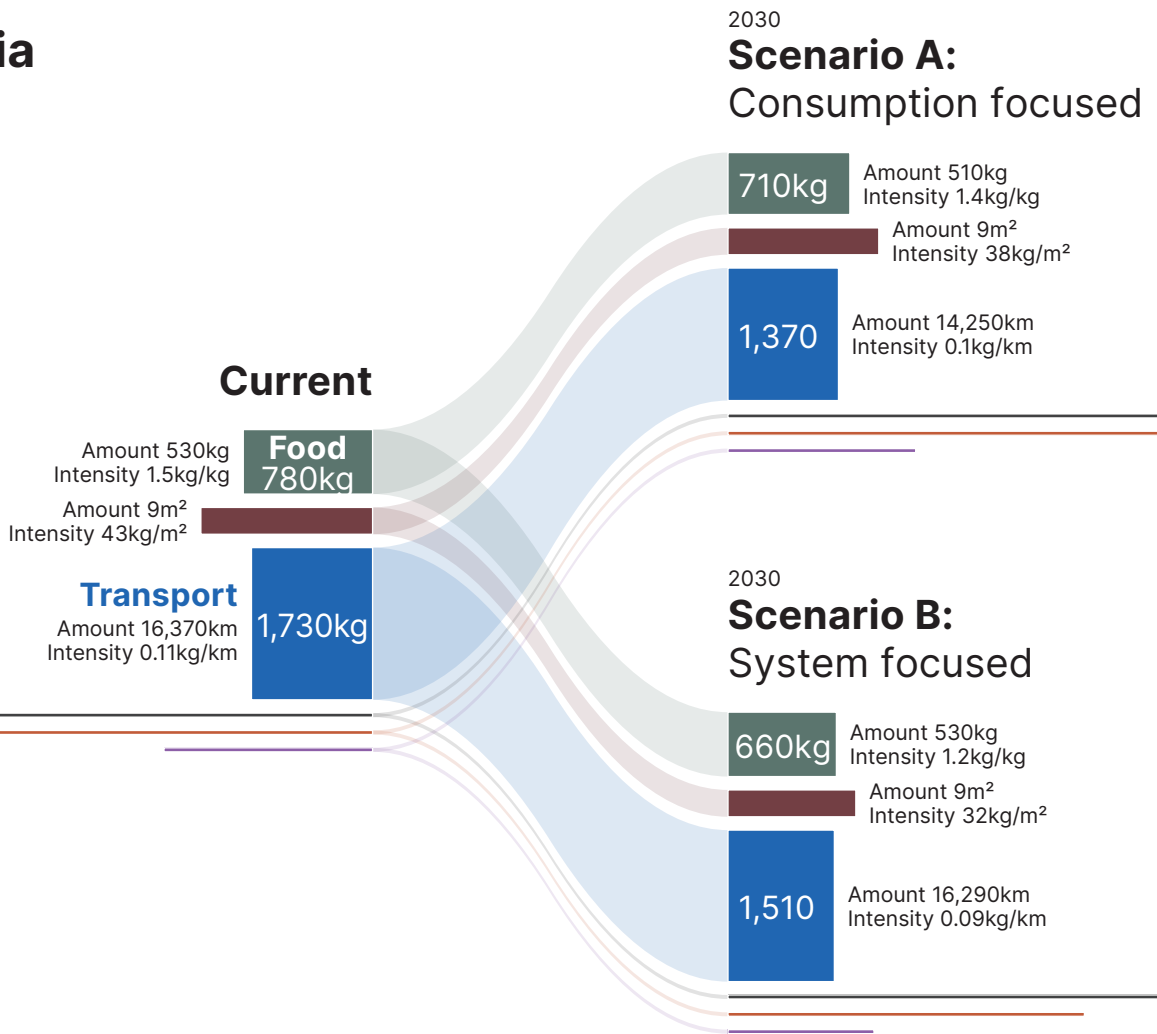 ia
Current
Food
780kg
Amount 530kg
Intensity 1.5kg/kg
Amount 9m²
Intensity 43kg/m²
Transport
Amount 16,370km
Intensity 0.11kg/km
1,730kg
2030
Scenario A:
Consumption focused
710kg
Amount 510kg
Intensity 1.4kg/kg
Amount 9m²
Intensity 38kg/m²
1,370
Amount 14,250km
Intensity 0.1kg/km
2030
Scenario B:
System focused
660kg
Amount 530kg
Intensity 1.2kg/kg
Amount 9m²
Intensity 32kg/m²
1,510
Amount 16,290km
Intensity 0.09kg/km